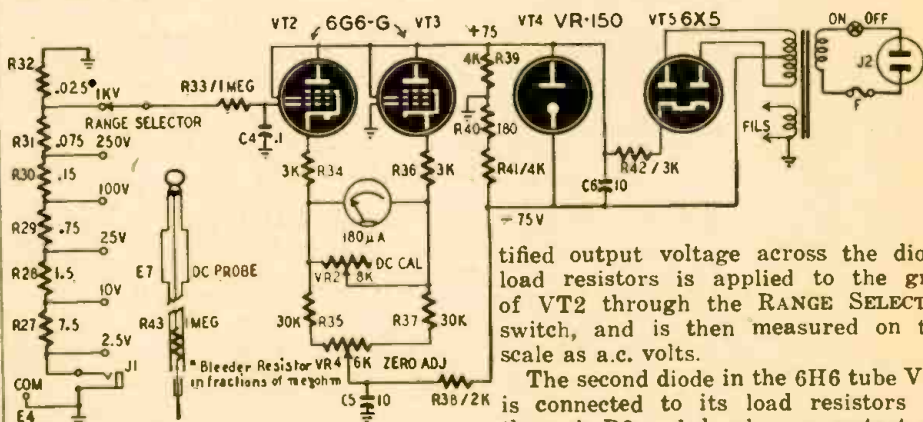 VT2 6G6-G VT3 +75 VT4 VR-150 VT5 6X5 ON OFF
R32 4K R39 J2
.025*
1KV R33/1MEG
RANGE SELECTOR F
R31 .075 C4 .1 R40 180 FILS
250V
R30 .15 3K R34 R36 3K R41/4K R42/3K
100V C6 10
R29 .75 180μA -75V
25V
E7 DC PROBE DC CAL
R28 1.5 VR2 8K
10V
R27 7.5 R43 1MEG 30K R35 R37 30K
2.5V
* Bleeder Resistor VR4 6K ZERO ADJ
in fractions of megohm
COM J1
E4 C5 10 R38/2K
tified output voltage across the
load resistors is applied to the
of VT2 through the RANGE
switch, and is then measured on
scale as a.c. volts.
The second diode in the 6H6 tube
is connected to its load resistors